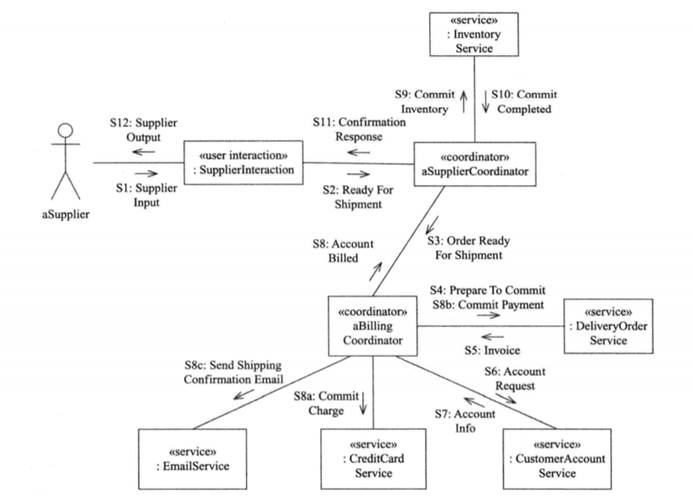 «service»
: Inventory
Service
S9: Commit
Inventory
S10: Commit
Completed
S12: Supplier
Output
S11: Confirmation
Response
«user interaction»
: SupplierInteraction
«coordinator»
aSupplierCoordinator
S1: Supplier
Input
S2: Ready For
Shipment
aSupplier
S8: Account
Billed
S3: Order Ready
For Shipment
S4: Prepare To Commit
S8b: Commit Payment
«coordinator»
aBilling
Coordinator
«service»
: DeliveryOrder
Service
S5: Invoice
S8c: Send Shipping
Confirmation Email
S6: Account
Request
S8a: Commit
Charge
S7: Account
Info
«service»
: EmailService
«service»
: CreditCard
Service
«service»
: CustomerAccount
Service